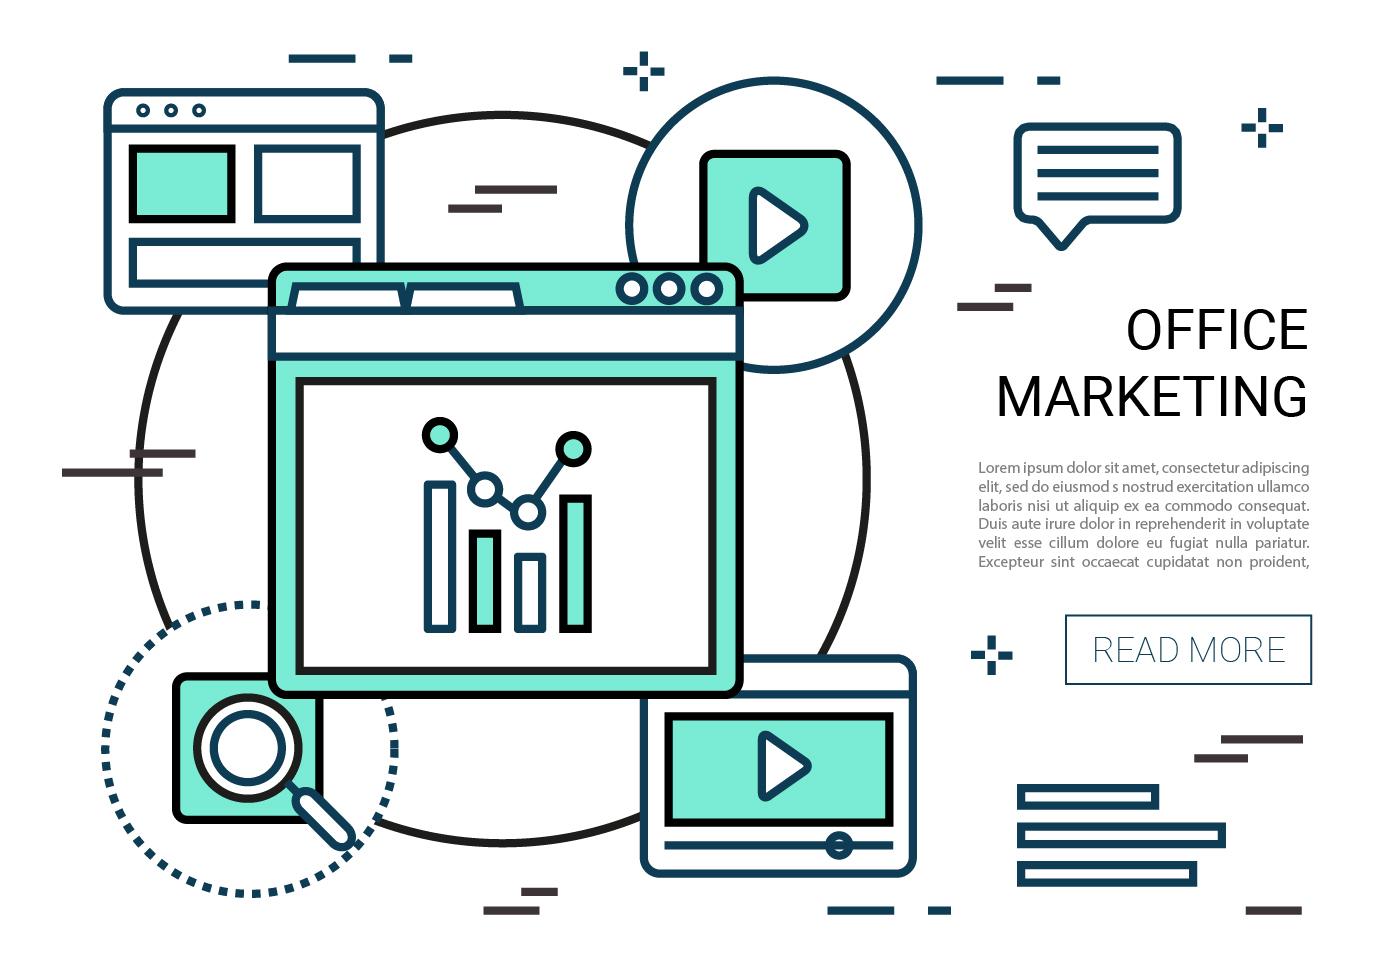 OFFICE
MARKETING
Lorem ipsum dolor sit amet, consectetur adipiscing
elit, sed do eiusmod s nostrud exercitation ullamco
laboris nisi ut aliquip ex ea commodo consequat.
Duis aute irure dolor in reprehenderit in voluptate
velit esse cillum dolore eu fugiat nulla pariatur.
Excepteur sint occaecat cupidatat non proident,
READ MORE